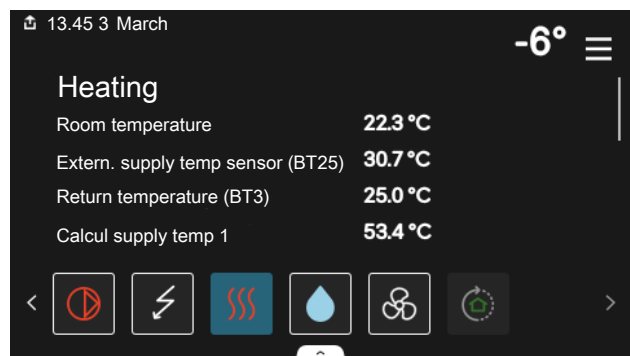 13.45 3 March
-6°
Heating
Room temperature 22.3 °C
Extern. supply temp sensor (BT25) 30.7 °C
Return temperature (BT3) 25.0 °C
Calcul supply temp 1 53.4 °C